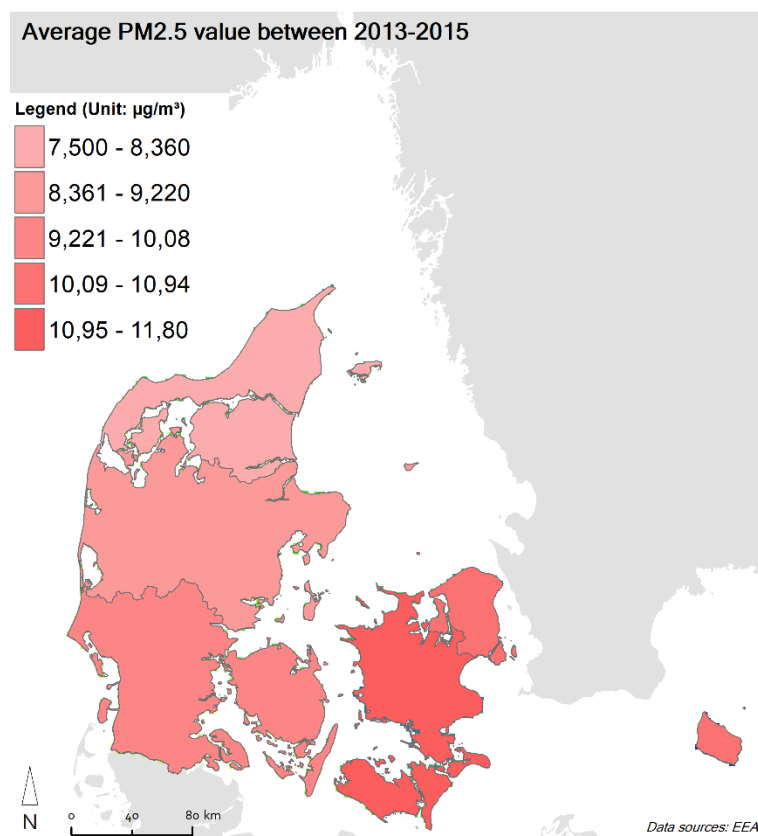 Average PM2.5 value between 2013-2015
Legend (Unit: µg/m³)
7,500 - 8,360
8,361 - 9,220
9,221 - 10,08
10,09 - 10,94
10,95 - 11,80
N
0 40 80 km
Data sources: EEA